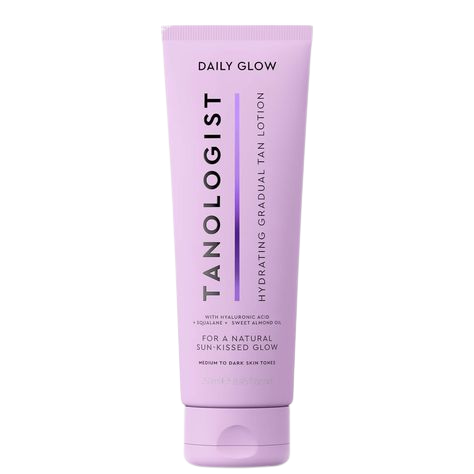 DAILY GLOW
TANOLOGIST
HYDRATING GRADUAL TAN LOTION
WITH HYALURONIC ACID
• SQUALANE • SWEET ALMOND OIL
FOR A NATURAL
SUN-KISSED GLOW
MEDIUM TO DARK SKIN TONES